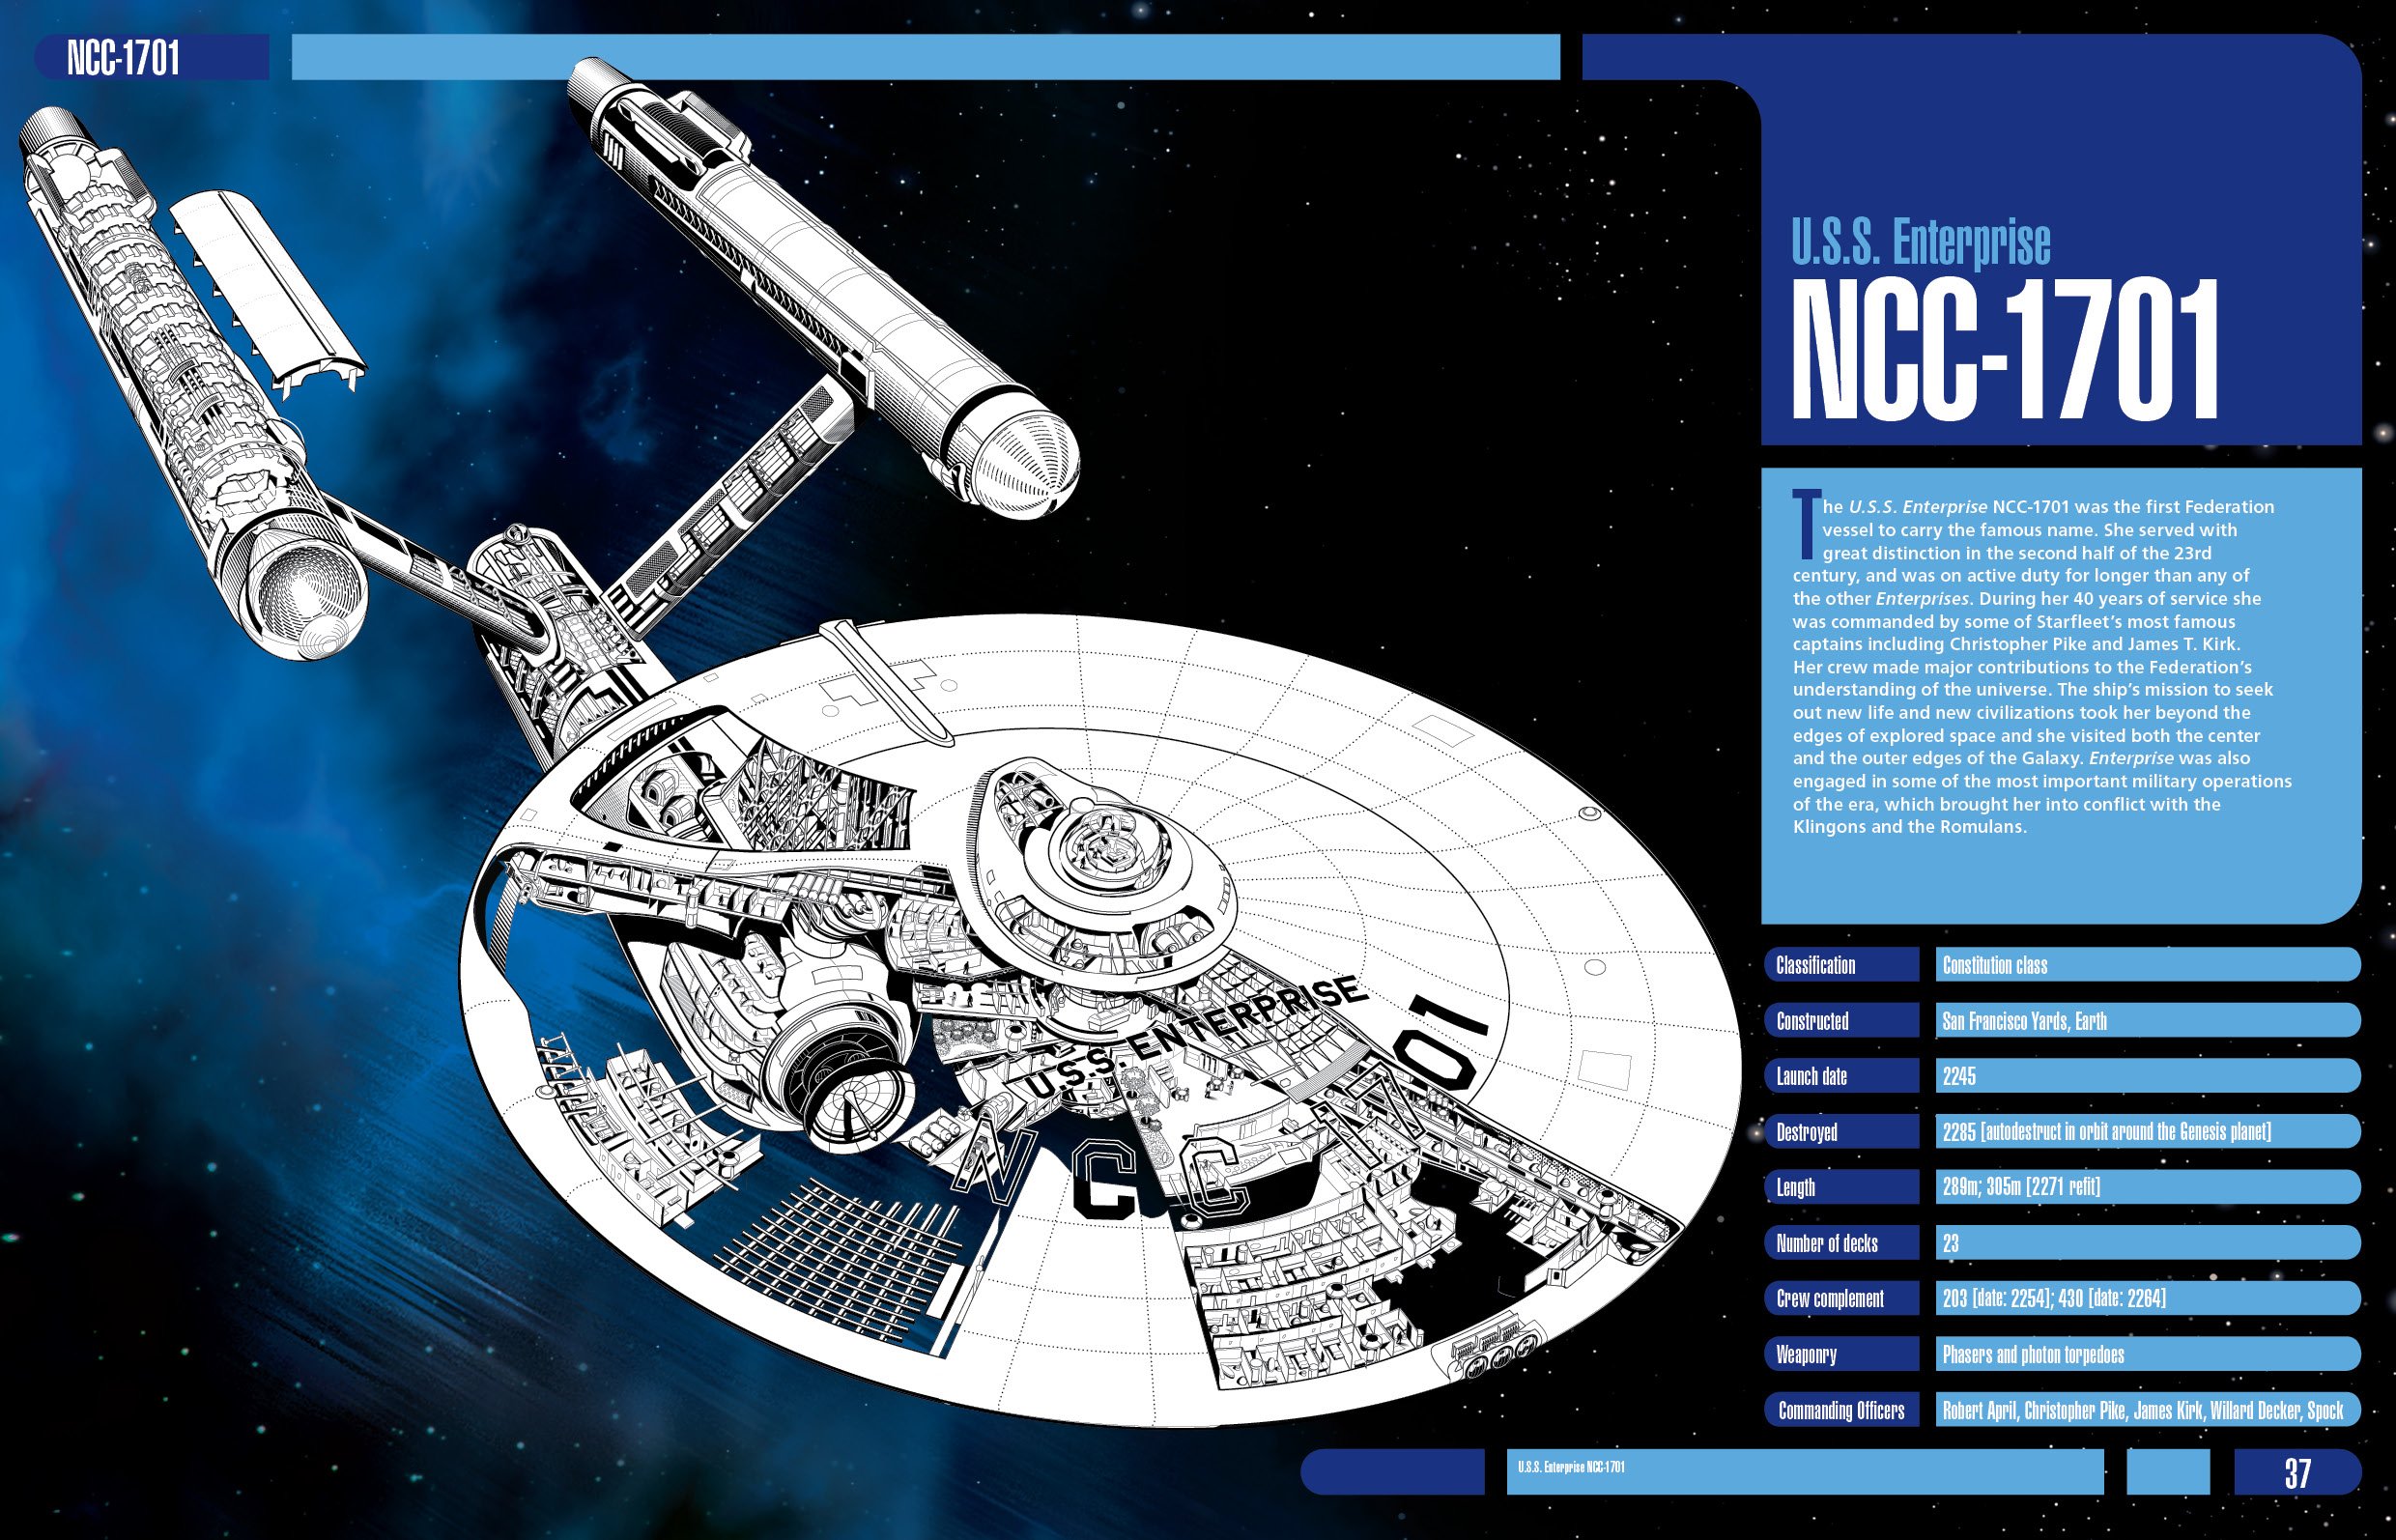 NCC-1701
U.S.S. Enterprise
NCC-1701
The U.S.S. Enterprise NCC-1701 was the first Federation
vessel to carry the famous name. She served with
great distinction in the second half of the 23rd
century, and was on active duty for longer than any of
the other Enterprises. During her 40 years of service she
was commanded by some of Starfleet's most famous
captains including Christopher Pike and James T. Kirk.
Her crew made major contributions to the Federation's
understanding of the universe. The ship's mission to seek
out new life and new civilizations took her beyond the
edges of explored space and she visited both the center
and the outer edges of the Galaxy. Enterprise was also
engaged in some of the most important military operations
of the era, which brought her into conflict with the
Klingons and the Romulans.
U.S.S. ENTERPRISE
NCC 1701
Classification Constitution class
Constructed San Francisco Yards, Earth
Launch date 2245
Destroyed 2285 [autodestruct in orbit around the Genesis planet]
Length 289m; 305m [2271 refit]
Number of decks 23
Crew complement 203 [date: 2254]; 430 [date: 2264]
Weaponry Phasers and photon torpedoes
Commanding Officers Robert April, Christopher Pike, James Kirk, Willard Decker, Spock
U.S.S. Enterprise NCC-1701
37